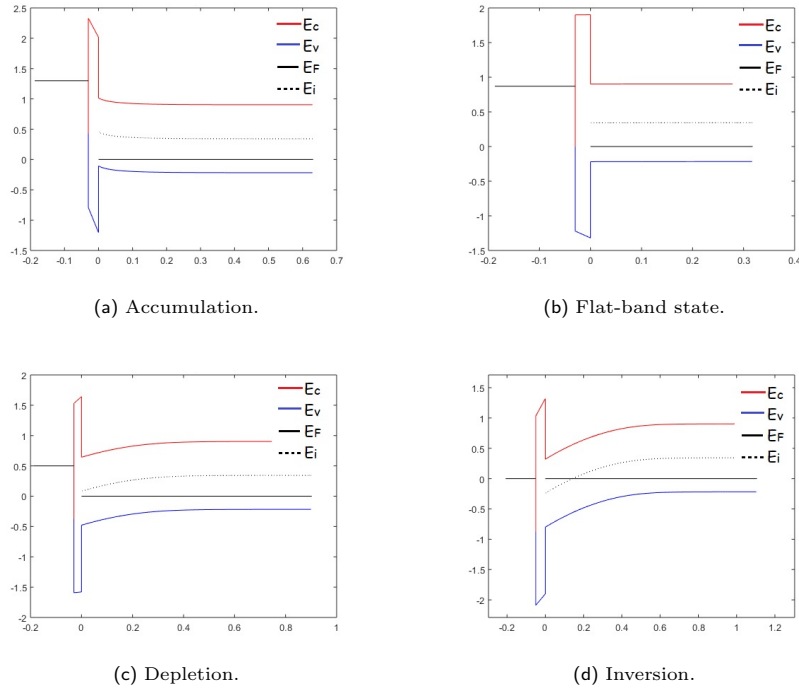 2.5
2
1.5
1
0.5
0
-0.5
-1
-1.5
-0.2 -0.1 0 0.1 0.2 0.3 0.4 0.5 0.6 0.7
Ec
Ev
EF
Ei
(a) Accumulation.
2
1.5
1
0.5
0
-0.5
-1
-1.5
-0.2 -0.1 0 0.1 0.2 0.3 0.4
Ec
Ev
EF
Ei
(b) Flat-band state.
2
1.5
1
0.5
0
-0.5
-1
-1.5
-2
-0.2 0 0.2 0.4 0.6 0.8 1
Ec
Ev
EF
Ei
(c) Depletion.
1.5
1
0.5
0
-0.5
-1
-1.5
-2
-0.2 0 0.2 0.4 0.6 0.8 1 1.2
Ec
Ev
EF
Ei
(d) Inversion.